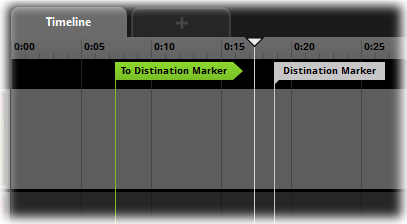 Timeline
0:00 0:05 0:10 0:15 0:20 0:25
To Distination Marker Distination Marker